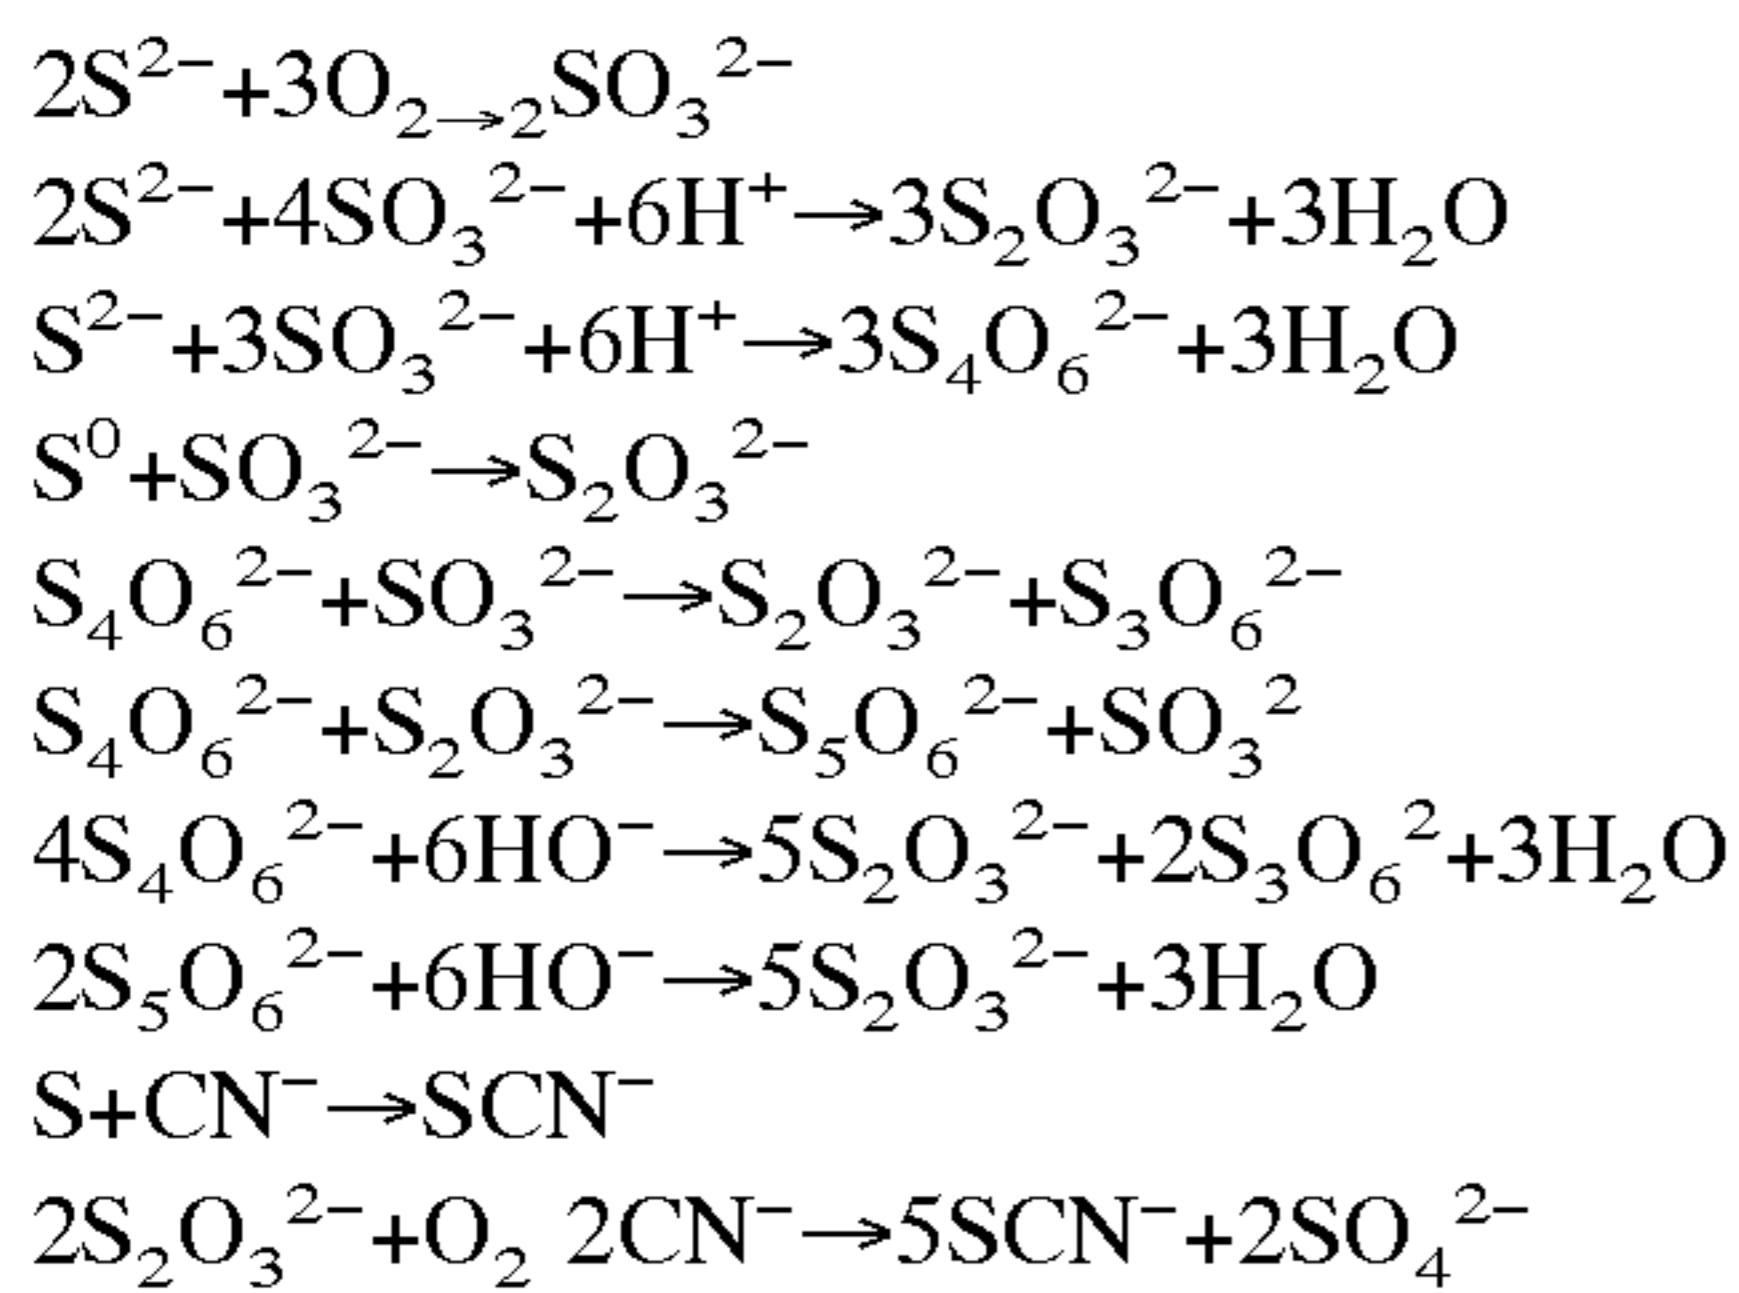 2S²⁻+3O₂→₂SO₃²⁻
2S²⁻+4SO₃²⁻+6H⁺→3S₂O₃²⁻+3H₂O
S²⁻+3SO₃²⁻+6H⁺→3S₄O₆²⁻+3H₂O
S⁰+SO₃²⁻→S₂O₃²⁻
S₄O₆²⁻+SO₃²⁻→S₂O₃²⁻+S₃O₆²⁻
S₄O₆²⁻+S₂O₃²⁻→S₅O₆²⁻+SO₃²
4S₄O₆²⁻+6HO⁻→5S₂O₃²⁻+2S₃O₆²+3H₂O
2S₅O₆²⁻+6HO⁻→5S₂O₃²⁻+3H₂O
S+CN⁻→SCN⁻
2S₂O₃²⁻+O₂ 2CN⁻→5SCN⁻+2SO₄²⁻